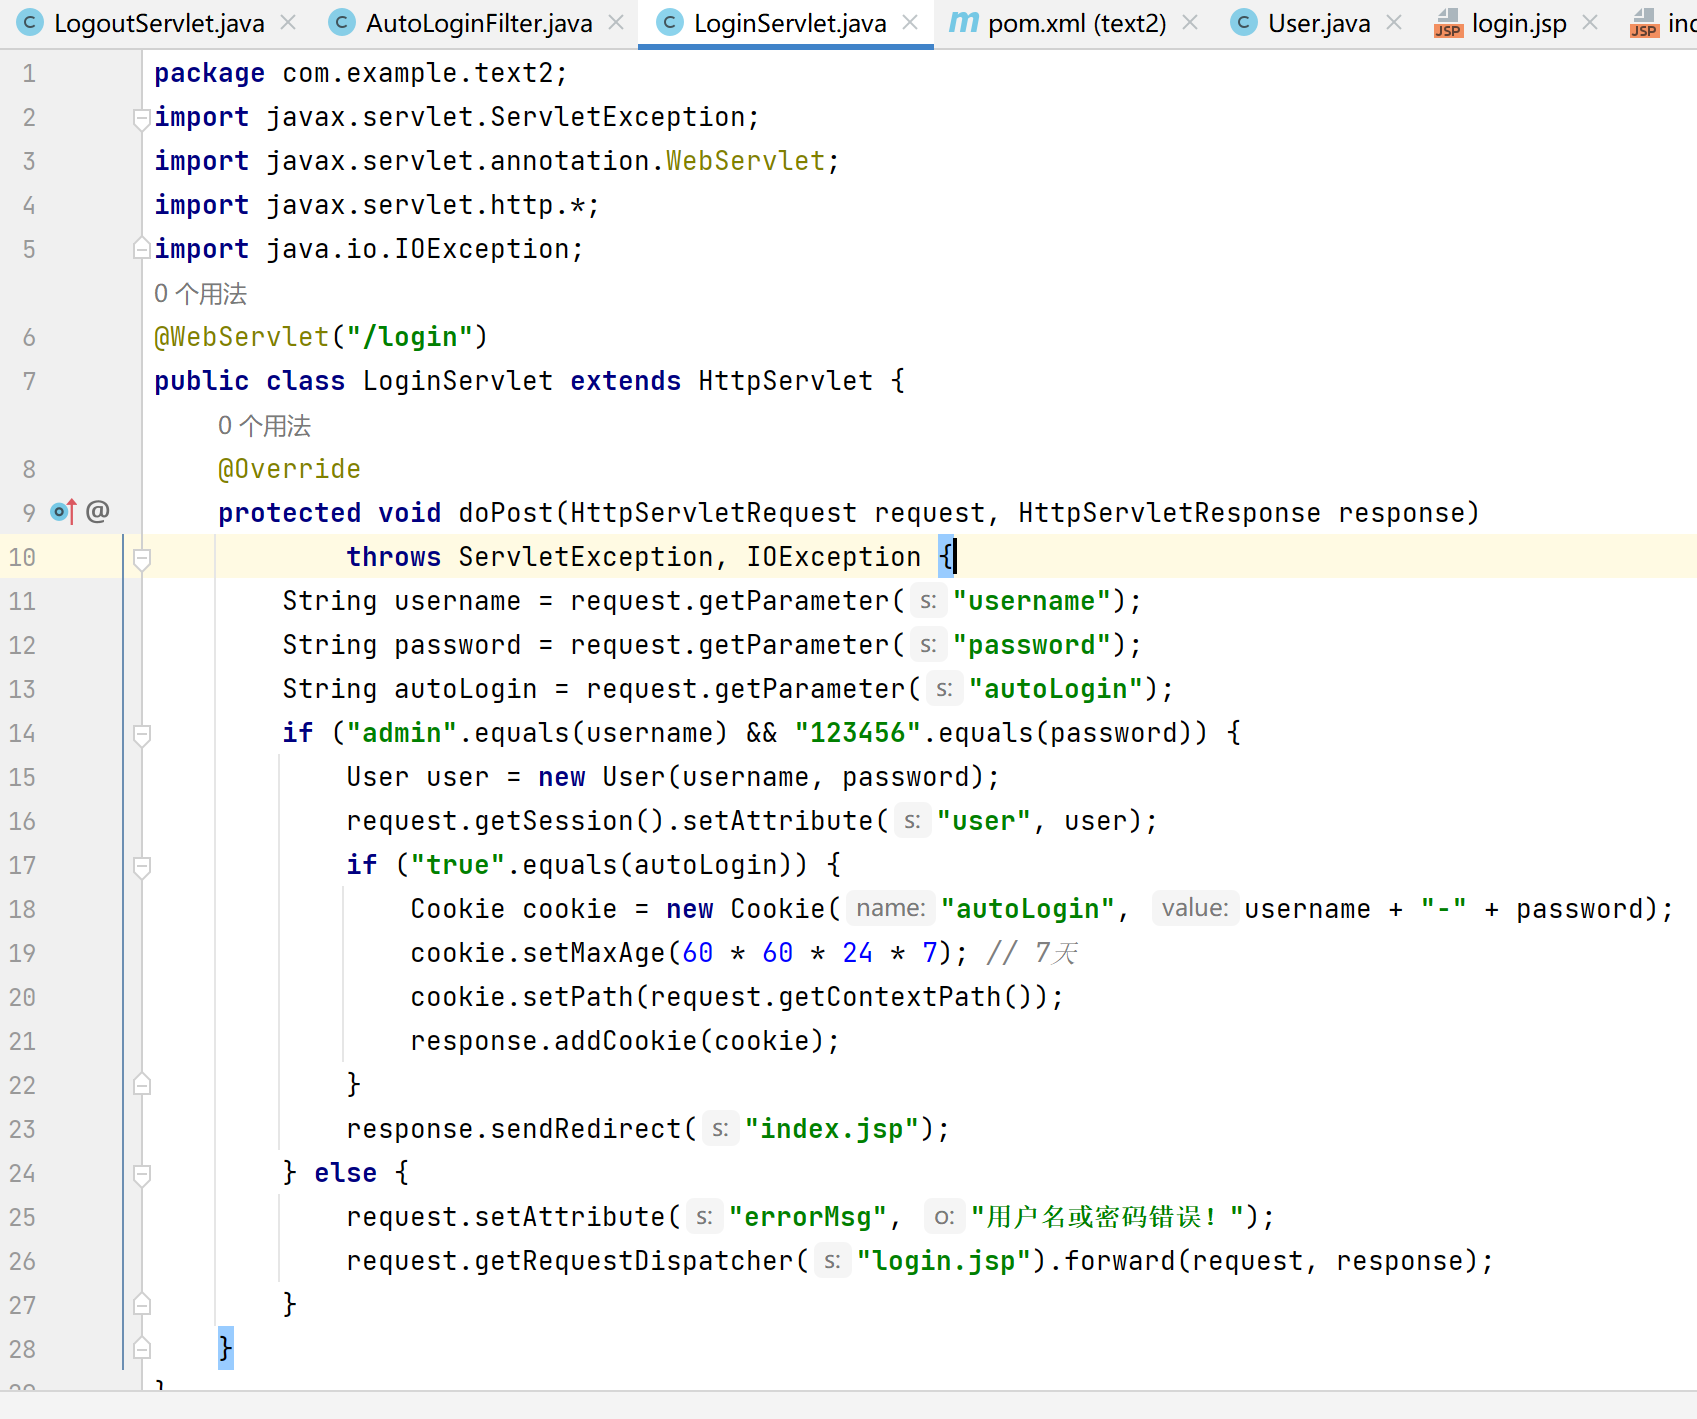 LogoutServlet.java AutoLoginFilter.java LoginServlet.java pom.xml (text2) User.java login.jsp
1 package com.example.text2;
2 import javax.servlet.ServletException;
3 import javax.servlet.annotation.WebServlet;
4 import javax.servlet.http.*;
5 import java.io.IOException;
0 个用法
6 @WebServlet("/login")
7 public class LoginServlet extends HttpServlet {
0 个用法
8 @Override
9 protected void doPost(HttpServletRequest request, HttpServletResponse response)
10 throws ServletException, IOException {
11 String username = request.getParameter( s: "username");
12 String password = request.getParameter( s: "password");
13 String autoLogin = request.getParameter( s: "autoLogin");
14 if ("admin".equals(username) && "123456".equals(password)) {
15 User user = new User(username, password);
16 request.getSession().setAttribute( s: "user", user);
17 if ("true".equals(autoLogin)) {
18 Cookie cookie = new Cookie( name: "autoLogin", value: username + "-" + password);
19 cookie.setMaxAge(60 * 60 * 24 * 7); // 7天
20 cookie.setPath(request.getContextPath());
21 response.addCookie(cookie);
22 }
23 response.sendRedirect( s: "index.jsp");
24 } else {
25 request.setAttribute( s: "errorMsg", o: "用户名或密码错误！");
26 request.getRequestDispatcher( s: "login.jsp").forward(request, response);
27 }
28 }